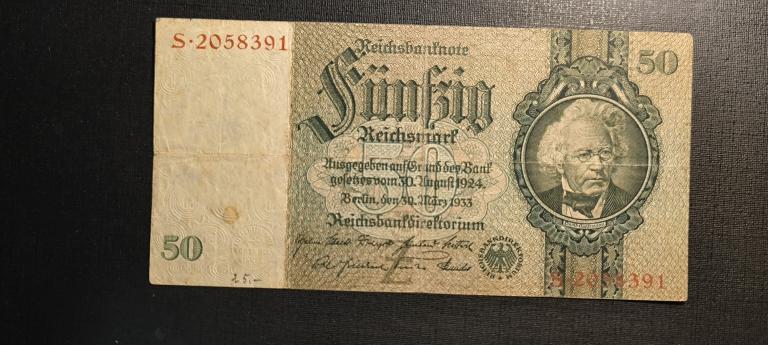 S·2058391
Reichsbanknote
50
Fünfzig
Reichsmark
Ausgegeben auf Grund des Bank
gesetzes vom 30. August 1924.
Berlin, den 30. März 1933
Reichsbankdirektorium
50
REICHSBANKDIREKTORIUM
S·2058391